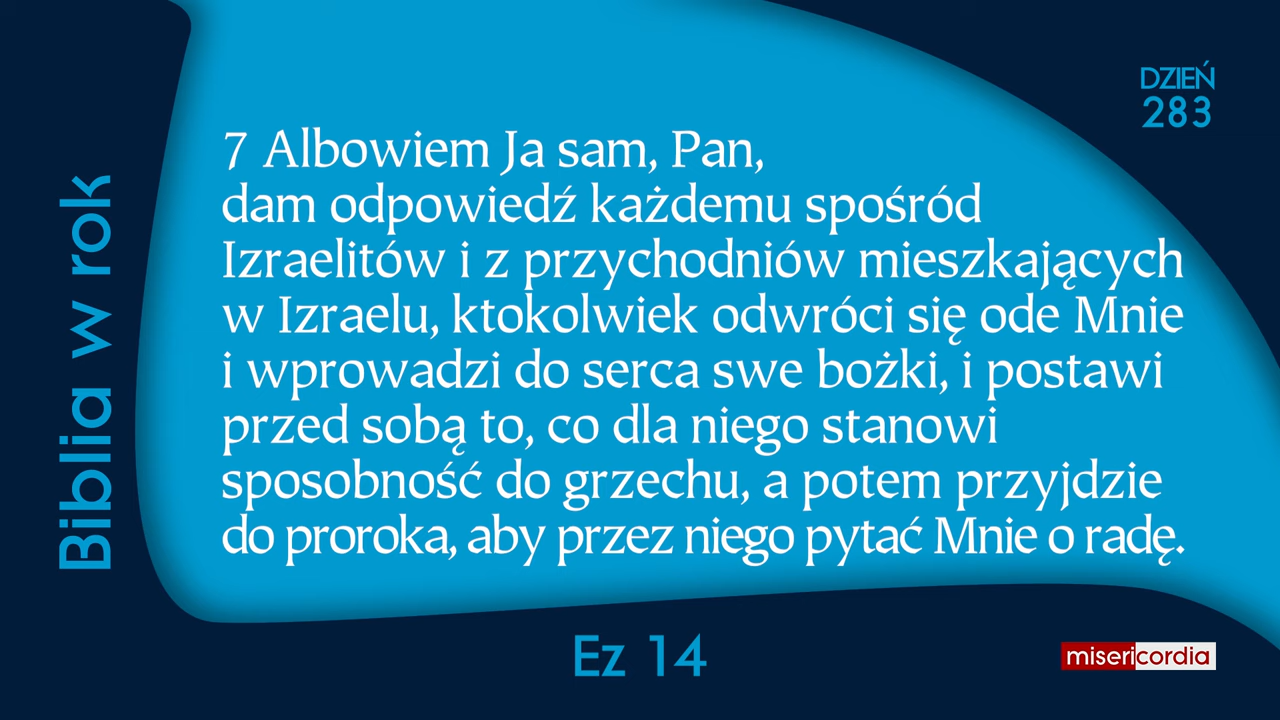 DZIEŃ
283
7 Albowiem Ja sam, Pan,
dam odpowiedź każdemu spośród
Izraelitów i z przychodniów mieszkających
w Izraelu, ktokolwiek odwróci się ode Mnie
i wprowadzi do serca swe bożki, i postawi
przed sobą to, co dla niego stanowi
sposobność do grzechu, a potem przyjdzie
do proroka, aby przez niego pytać Mnie o radę.
Biblia w rok
Ez 14
misericordia